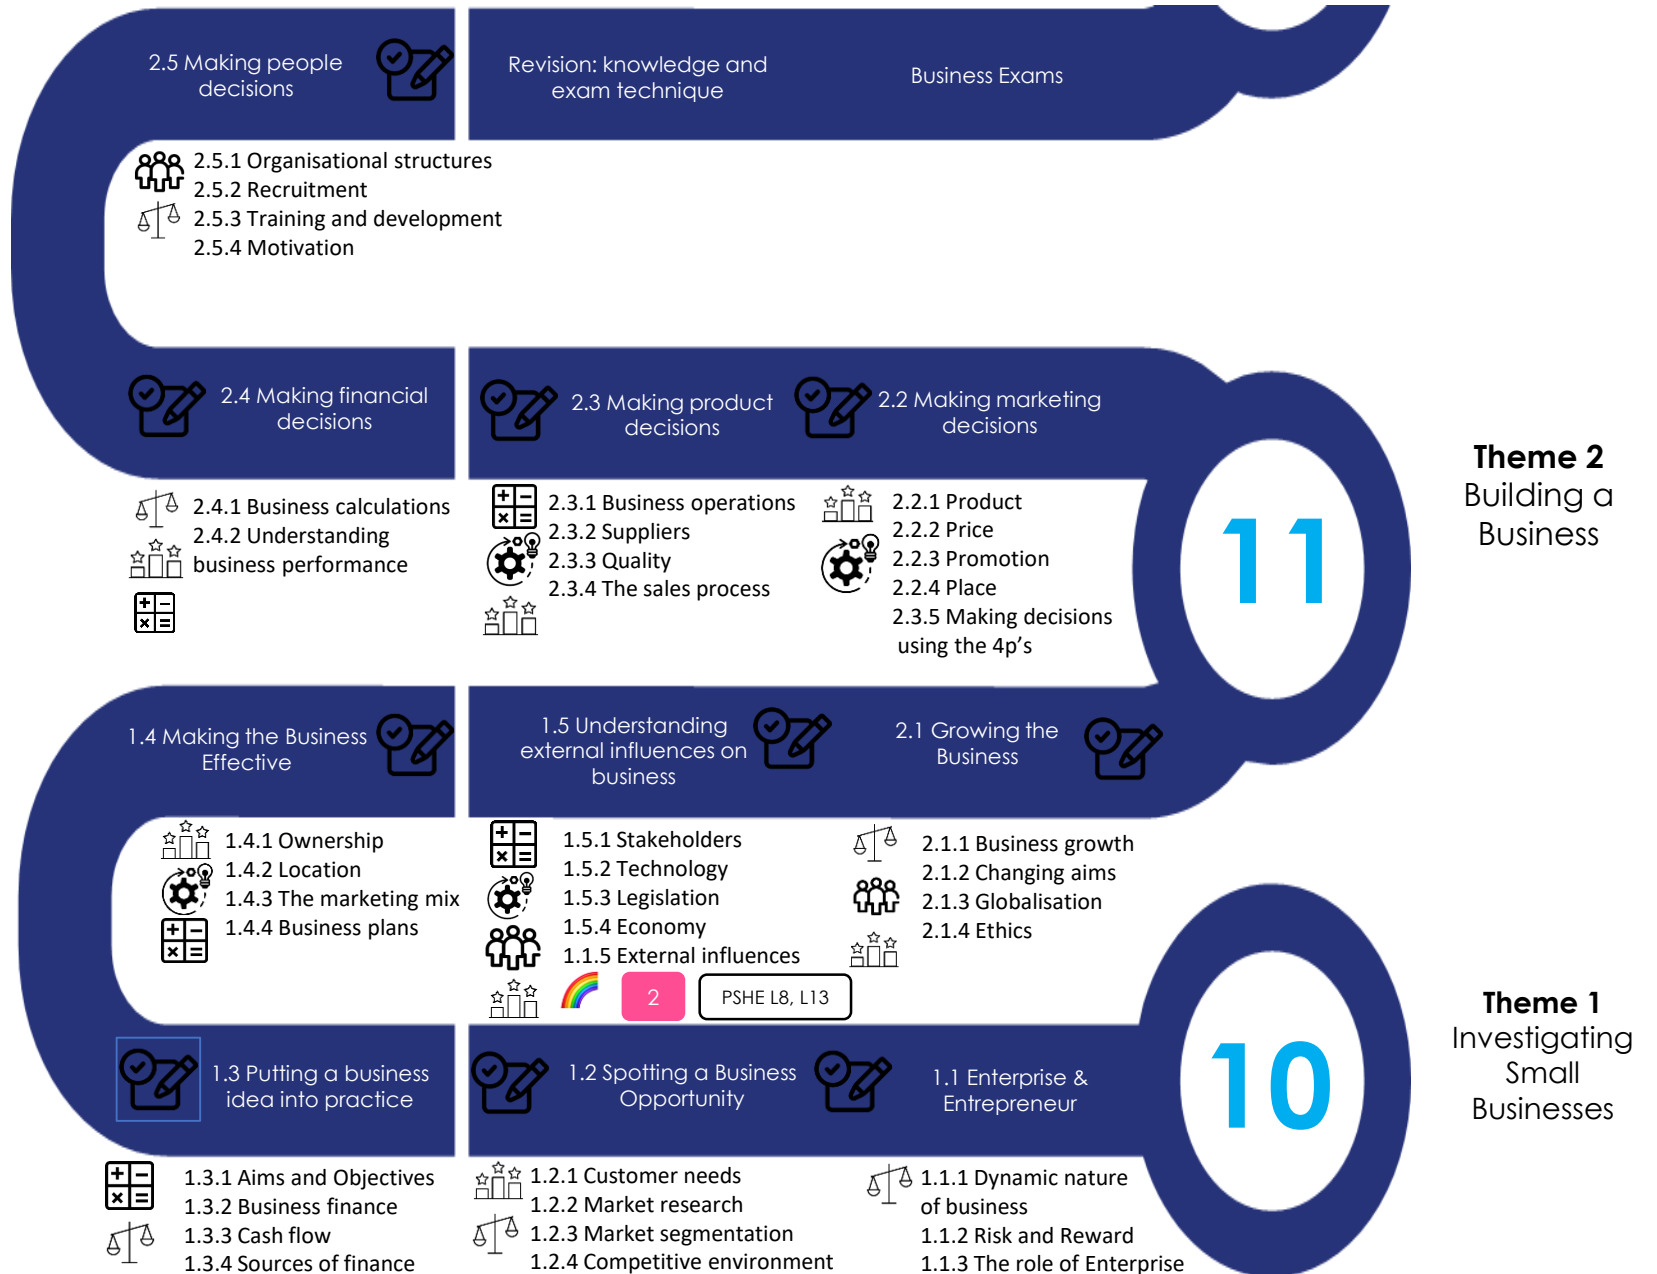 2.5 Making people
decisions
Revision: knowledge and
exam technique
Business Exams
2.5.1 Organisational structures
2.5.2 Recruitment
2.5.3 Training and development
2.5.4 Motivation
2.4 Making financial
decisions
2.3 Making product
decisions
2.2 Making marketing
decisions
2.4.1 Business calculations
2.4.2 Understanding
business performance
2.3.1 Business operations
2.3.2 Suppliers
2.3.3 Quality
2.3.4 The sales process
2.2.1 Product
2.2.2 Price
2.2.3 Promotion
2.2.4 Place
2.3.5 Making decisions
using the 4p's
11
Theme 2
Building a
Business
1.4 Making the Business
Effective
1.5 Understanding
external influences on
business
2.1 Growing the
Business
1.4.1 Ownership
1.4.2 Location
1.4.3 The marketing mix
1.4.4 Business plans
1.5.1 Stakeholders
1.5.2 Technology
1.5.3 Legislation
1.5.4 Economy
1.1.5 External influences
2
PSHE L8, L13
2.1.1 Business growth
2.1.2 Changing aims
2.1.3 Globalisation
2.1.4 Ethics
1.3 Putting a business
idea into practice
1.2 Spotting a Business
Opportunity
1.1 Enterprise &
Entrepreneur
10
Theme 1
Investigating
Small
Businesses
1.3.1 Aims and Objectives
1.3.2 Business finance
1.3.3 Cash flow
1.3.4 Sources of finance
1.2.1 Customer needs
1.2.2 Market research
1.2.3 Market segmentation
1.2.4 Competitive environment
1.1.1 Dynamic nature
of business
1.1.2 Risk and Reward
1.1.3 The role of Enterprise